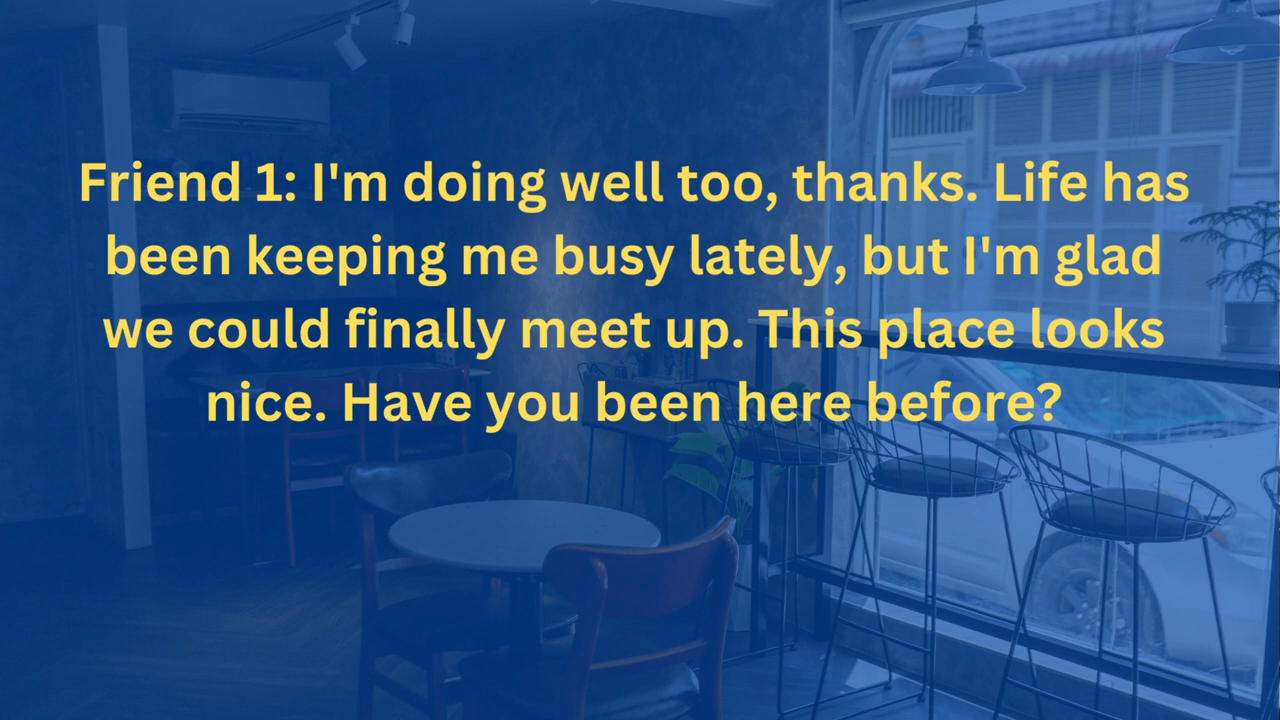 Friend 1: I'm doing well too, thanks. Life has
been keeping me busy lately, but I'm glad
we could finally meet up. This place looks
nice. Have you been here before?